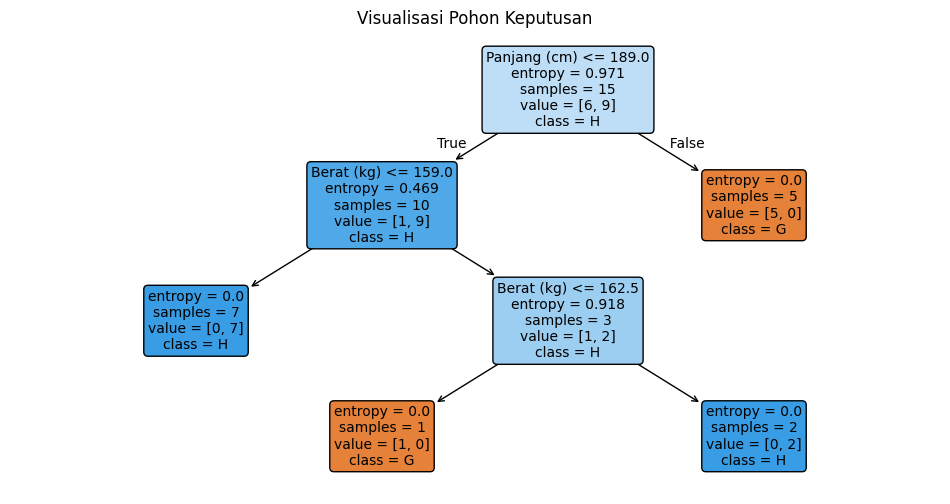 Visualisasi Pohon Keputusan
Panjang (cm) <= 189.0
entropy = 0.971
samples = 15
value = [6, 9]
class = H
True
False
Berat (kg) <= 159.0
entropy = 0.469
samples = 10
value = [1, 9]
class = H
entropy = 0.0
samples = 5
value = [5, 0]
class = G
entropy = 0.0
samples = 7
value = [0, 7]
class = H
Berat (kg) <= 162.5
entropy = 0.918
samples = 3
value = [1, 2]
class = H
entropy = 0.0
samples = 1
value = [1, 0]
class = G
entropy = 0.0
samples = 2
value = [0, 2]
class = H